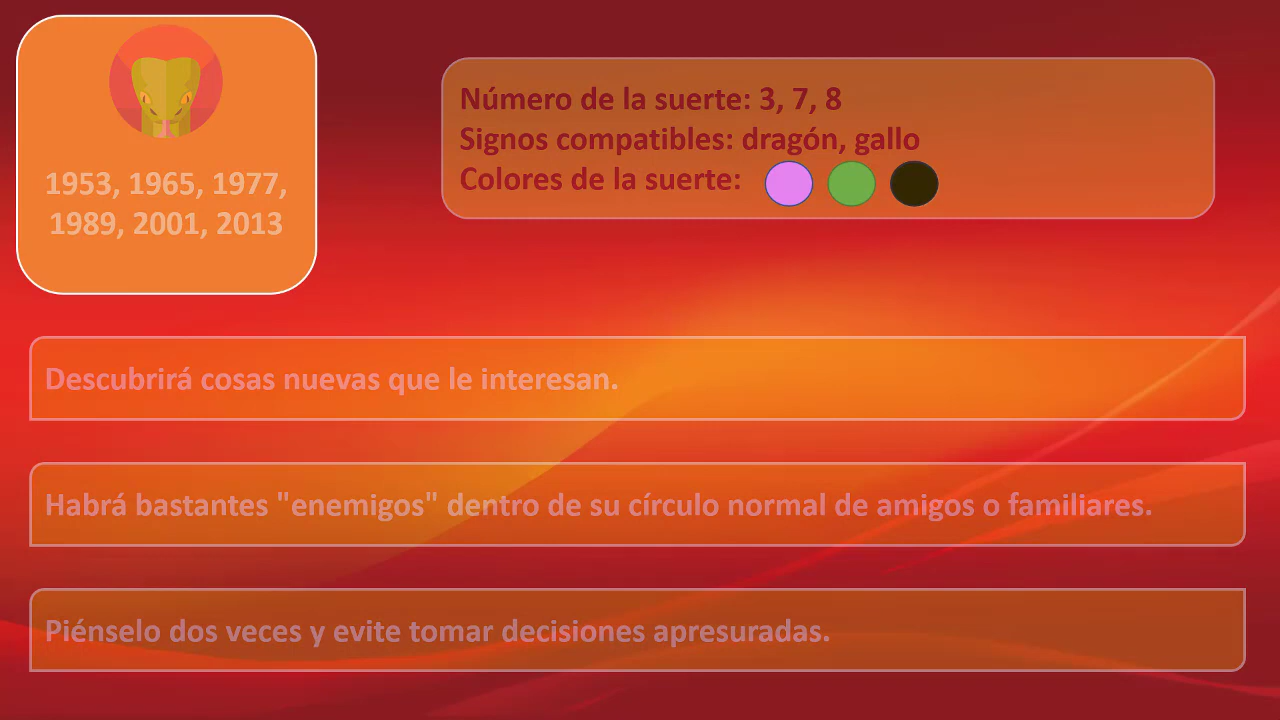 1953, 1965, 1977,
1989, 2001, 2013
Número de la suerte: 3, 7, 8
Signos compatibles: dragón, gallo
Colores de la suerte:
Descubrirá cosas nuevas que le interesan.
Habrá bastantes "enemigos" dentro de su círculo normal de amigos o familiares.
Piénselo dos veces y evite tomar decisiones apresuradas.